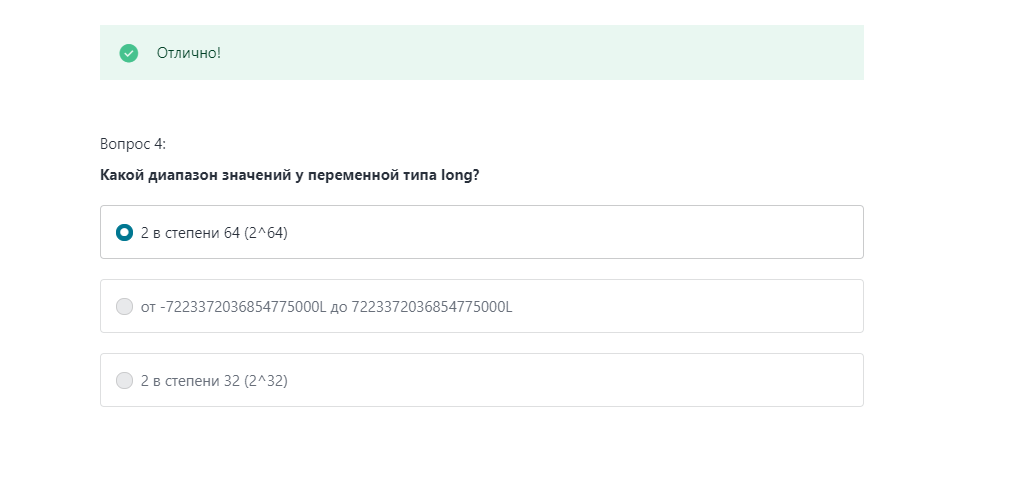 Отлично!
Вопрос 4:
Какой диапазон значений у переменной типа long?
2 в степени 64 (2^64)
от -7223372036854775000L до 7223372036854775000L
2 в степени 32 (2^32)